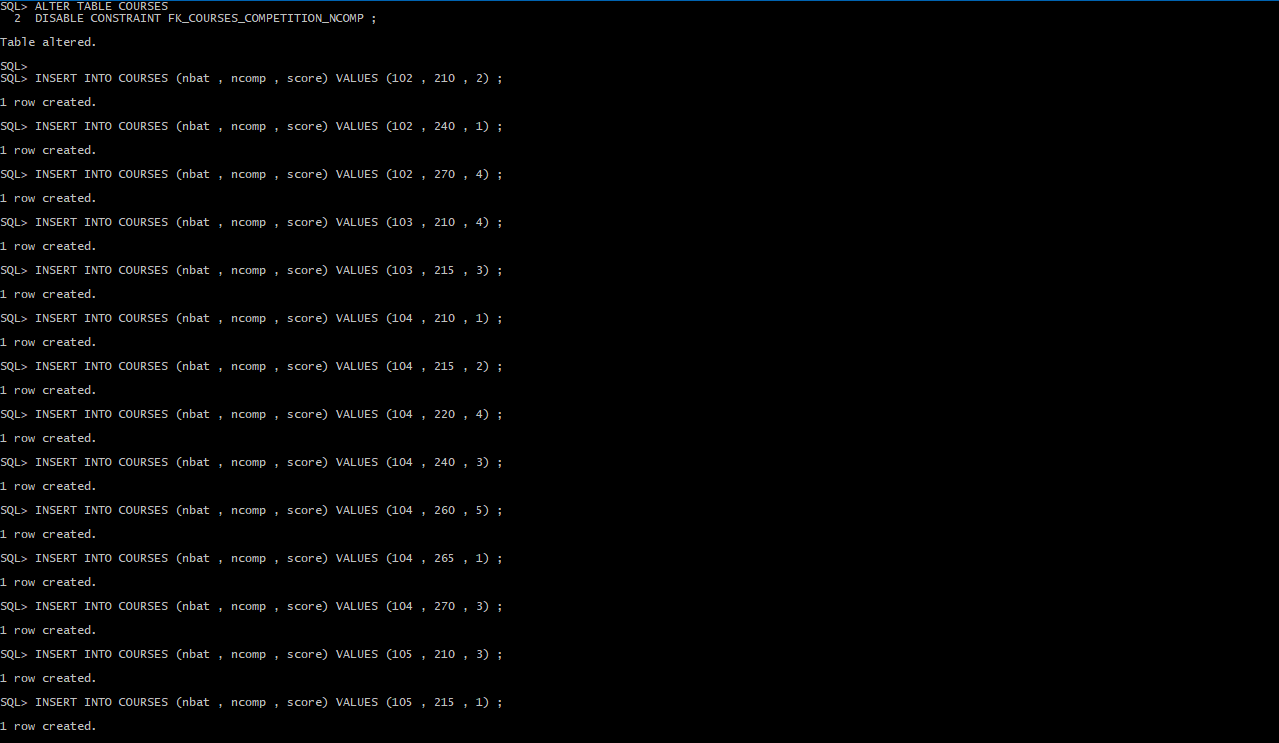 SQL> ALTER TABLE COURSES
  2  DISABLE CONSTRAINT FK_COURSES_COMPETITION_NCOMP ;
Table altered.
SQL>
SQL> INSERT INTO COURSES (nbat , ncomp , score) VALUES (102 , 210 , 2) ;
1 row created.
SQL> INSERT INTO COURSES (nbat , ncomp , score) VALUES (102 , 240 , 1) ;
1 row created.
SQL> INSERT INTO COURSES (nbat , ncomp , score) VALUES (102 , 270 , 4) ;
1 row created.
SQL> INSERT INTO COURSES (nbat , ncomp , score) VALUES (103 , 210 , 4) ;
1 row created.
SQL> INSERT INTO COURSES (nbat , ncomp , score) VALUES (103 , 215 , 3) ;
1 row created.
SQL> INSERT INTO COURSES (nbat , ncomp , score) VALUES (104 , 210 , 1) ;
1 row created.
SQL> INSERT INTO COURSES (nbat , ncomp , score) VALUES (104 , 215 , 2) ;
1 row created.
SQL> INSERT INTO COURSES (nbat , ncomp , score) VALUES (104 , 220 , 4) ;
1 row created.
SQL> INSERT INTO COURSES (nbat , ncomp , score) VALUES (104 , 240 , 3) ;
1 row created.
SQL> INSERT INTO COURSES (nbat , ncomp , score) VALUES (104 , 260 , 5) ;
1 row created.
SQL> INSERT INTO COURSES (nbat , ncomp , score) VALUES (104 , 265 , 1) ;
1 row created.
SQL> INSERT INTO COURSES (nbat , ncomp , score) VALUES (104 , 270 , 3) ;
1 row created.
SQL> INSERT INTO COURSES (nbat , ncomp , score) VALUES (105 , 210 , 3) ;
1 row created.
SQL> INSERT INTO COURSES (nbat , ncomp , score) VALUES (105 , 215 , 1) ;
1 row created.